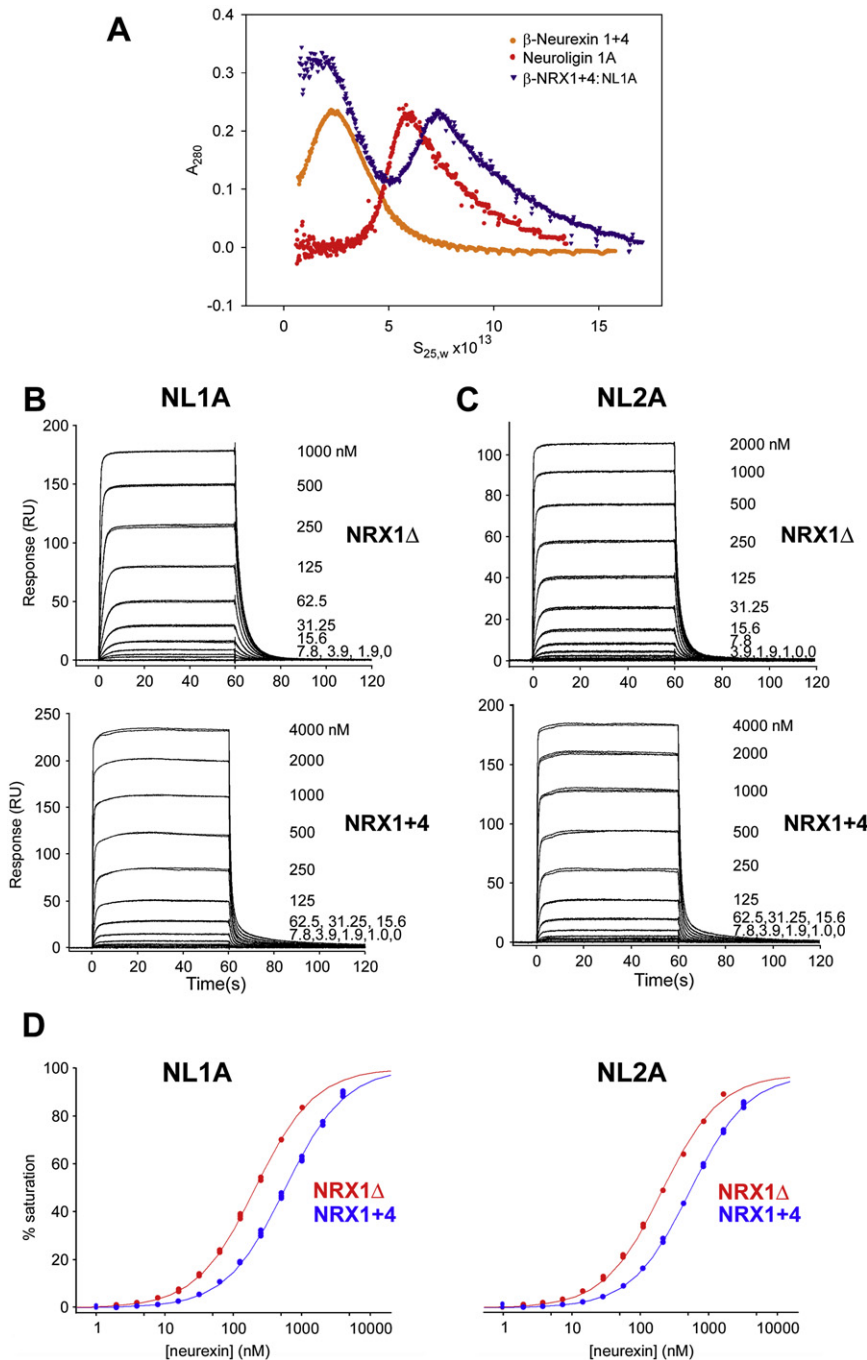 A
β-Neurexin 1+4
Neuroligin 1A
β-NRX1+4:NL1A
A280
0.4
0.3
0.2
0.1
0.0
-0.1
0 5 10 15
S25,w x10^13
B NL1A
Response (RU)
200
150
100
50
0
1000 nM
500
250
125
62.5
31.25
15.6
7.8, 3.9, 1.9,0
NRX1Δ
0 20 40 60 80 100 120
Response (RU)
250
200
150
100
50
0
4000 nM
2000
1000
500
250
125
62.5, 31.25, 15.6
7.8,3.9,1.9,1.0,0
NRX1+4
0 20 40 60 80 100 120
Time(s)
C NL2A
100
80
60
40
20
0
2000 nM
1000
500
250
125
31.25
15.6
7.8
3.9,1.9,1.0,0
NRX1Δ
0 20 40 60 80 100 120
200
150
100
50
0
4000 nM
2000
1000
500
250
125
62.5,31.25, 15.6
7.8,3.9,1.9,1.0,0
NRX1+4
0 20 40 60 80 100 120
Time(s)
D
NL1A
% saturation
100
80
60
40
20
0
NRX1Δ
NRX1+4
1 10 100 1000 10000
[neurexin] (nM)
NL2A
NRX1Δ
NRX1+4
1 10 100 1000 10000
[neurexin] (nM)